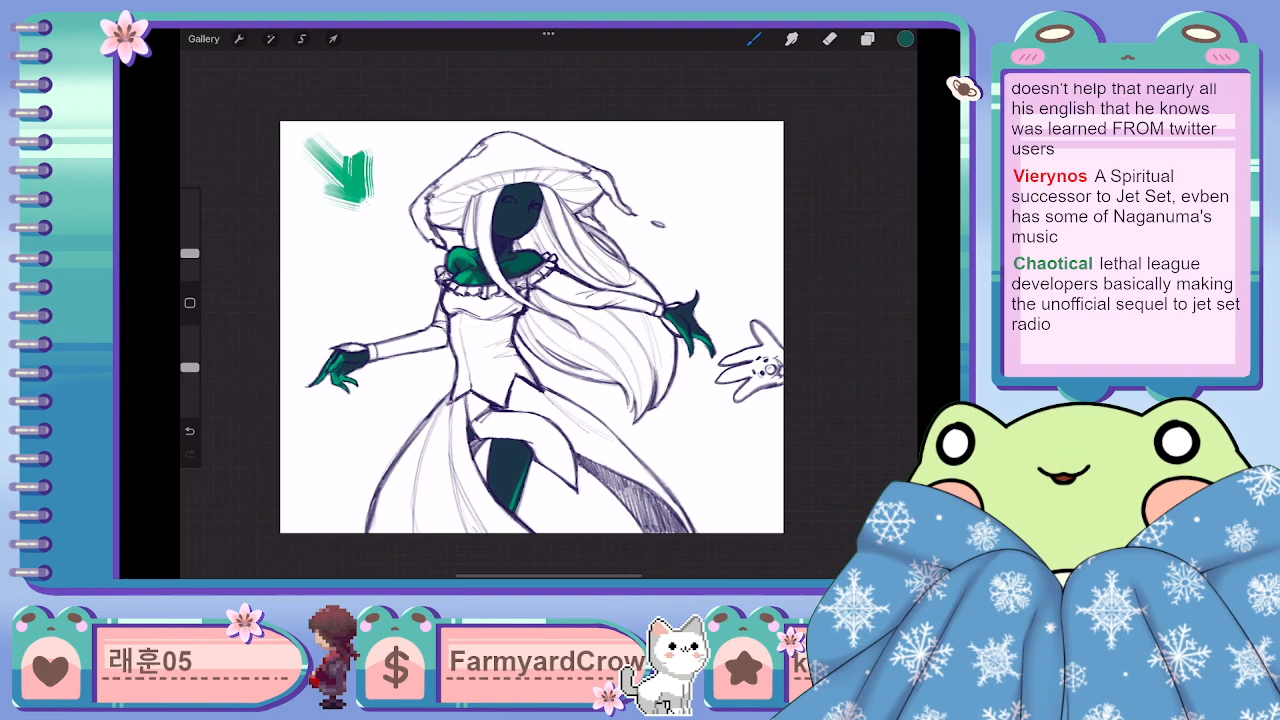 Gallery
doesn't help that nearly all
his english that he knows
was learned FROM twitter
users
Vierynos A Spiritual
successor to Jet Set, evben
has some of Naganuma's
music
Chaotical lethal league
developers basically making
the unofficial sequel to jet set
radio
래훈05
$
FarmyardCrow
k